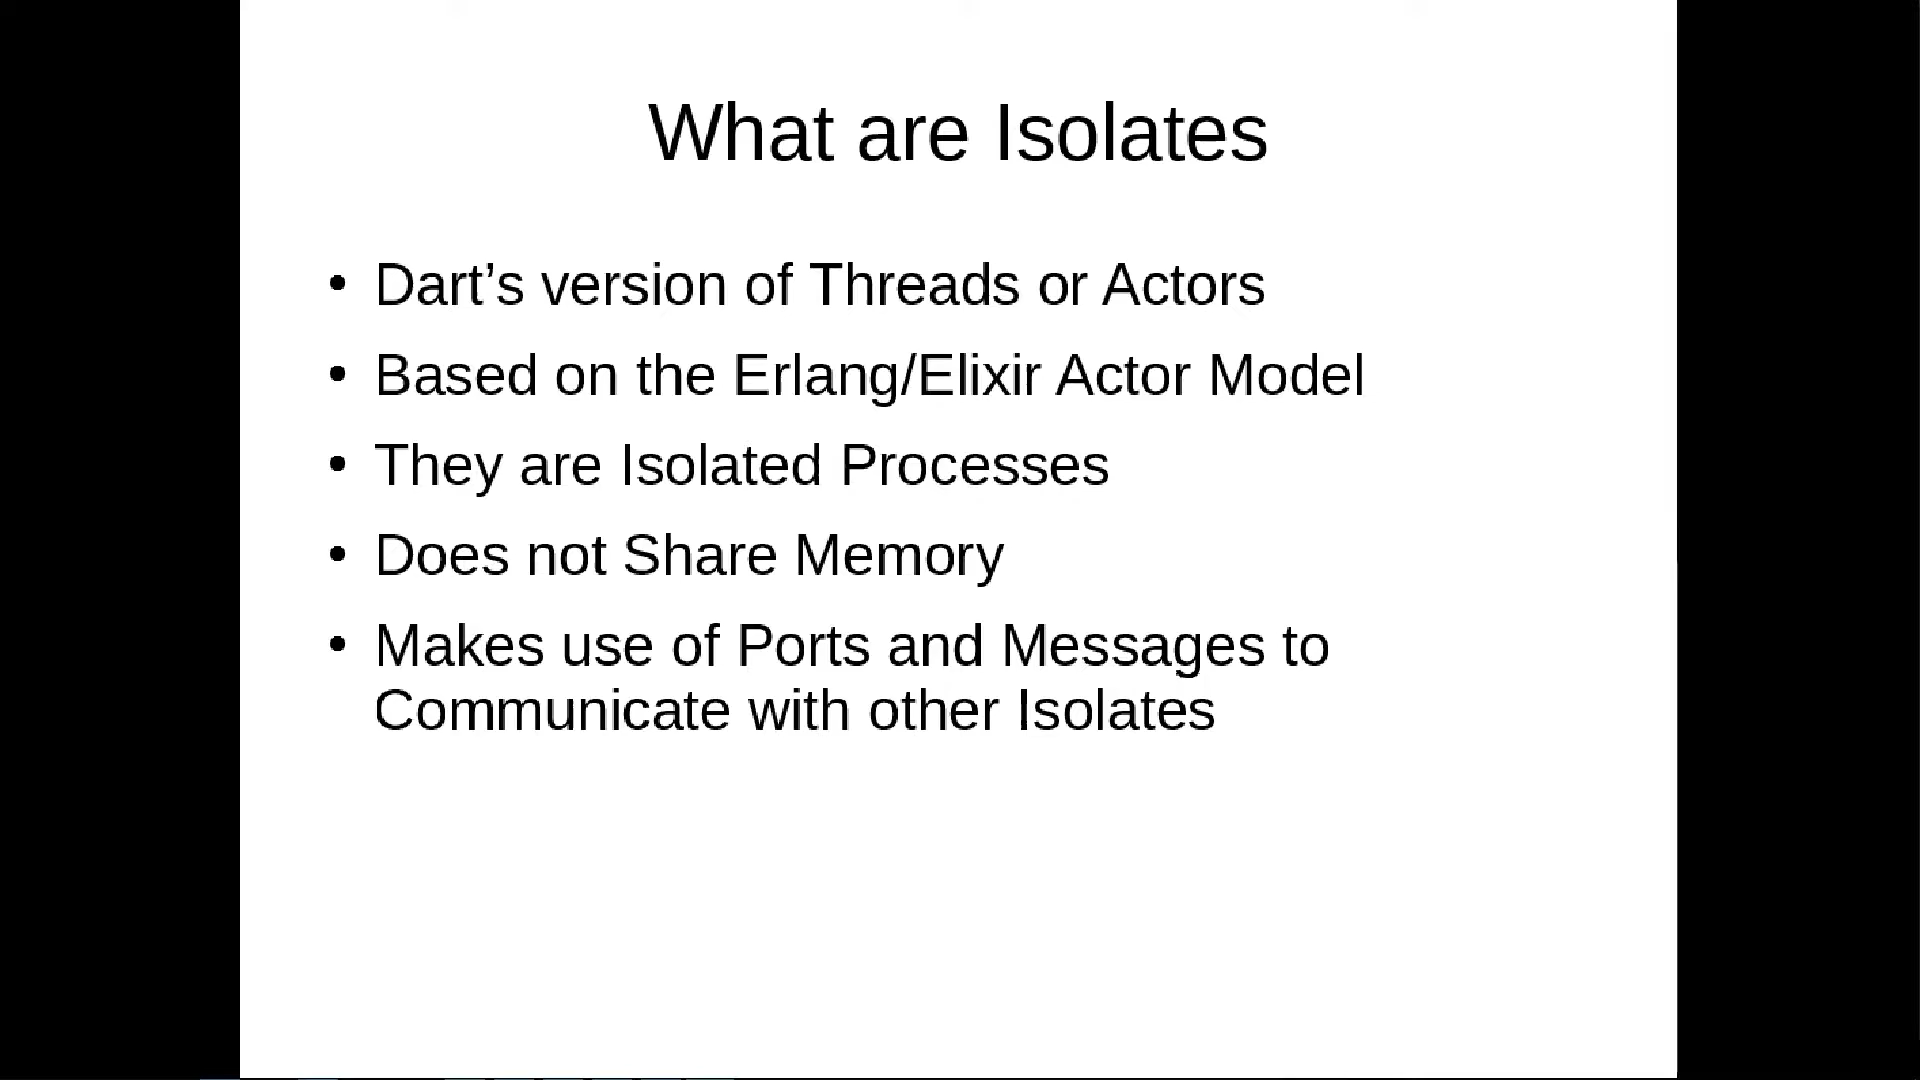 What are Isolates
• Dart’s version of Threads or Actors
• Based on the Erlang/Elixir Actor Model
• They are Isolated Processes
• Does not Share Memory
• Makes use of Ports and Messages to
Communicate with other Isolates